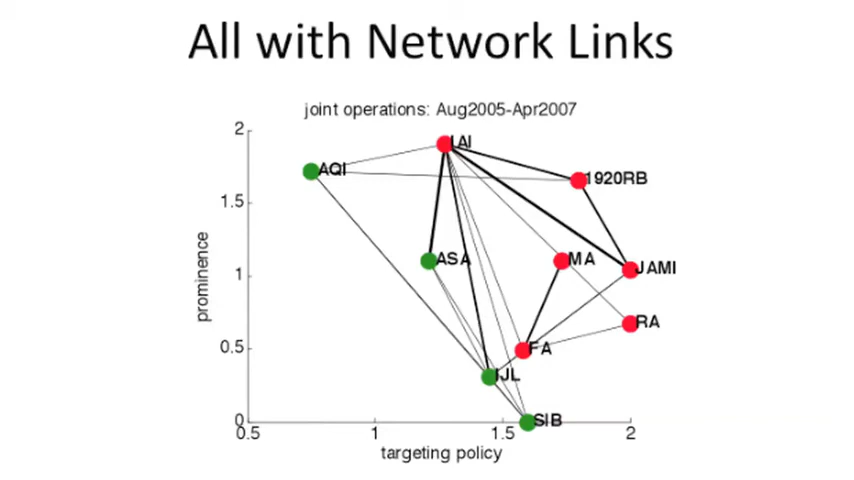 All with Network Links
joint operations: Aug2005-Apr2007
2
IAI
AQI
1920RB
1.5
ASA
MA
JAMI
1
prominence
RA
0.5
FA
IJL
0
SIB
0.5
1
1.5
2
targeting policy